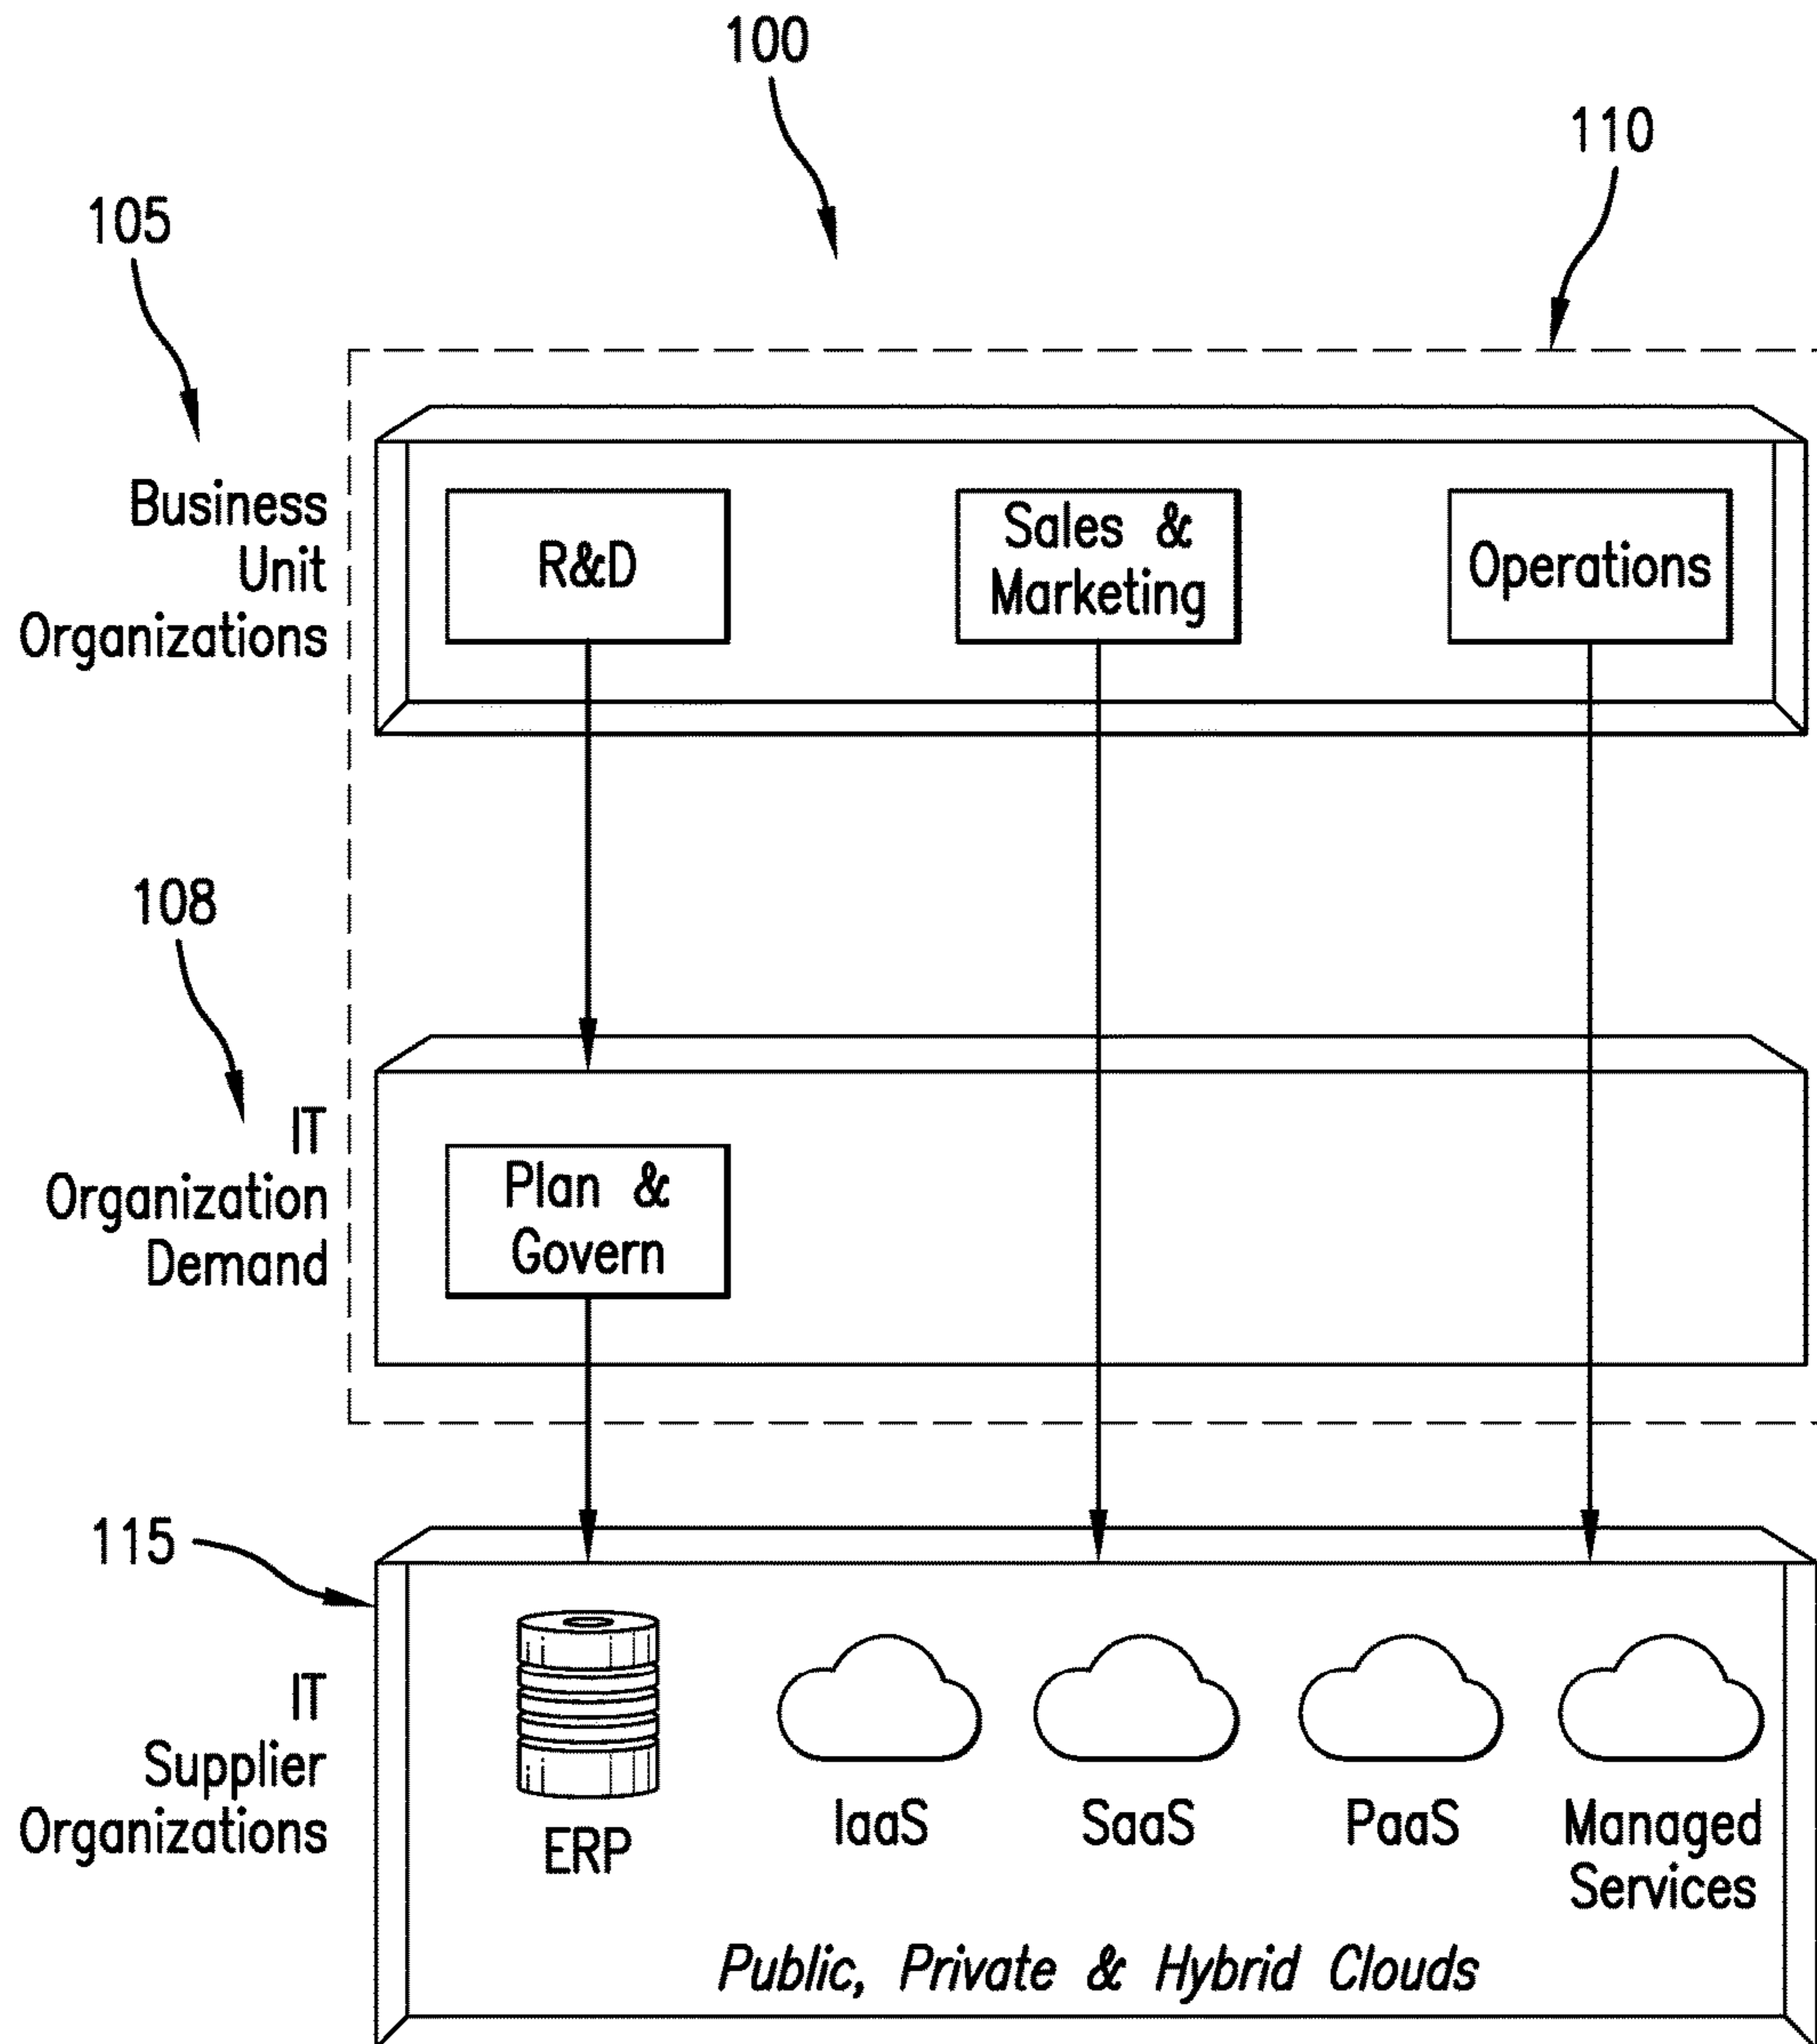 100
110
105
Business
Unit
Organizations
R&D
Sales &
Marketing
Operations
108
IT
Organization
Demand
Plan &
Govern
115
IT
Supplier
Organizations
ERP
IaaS
SaaS
PaaS
Managed
Services
Public, Private & Hybrid Clouds